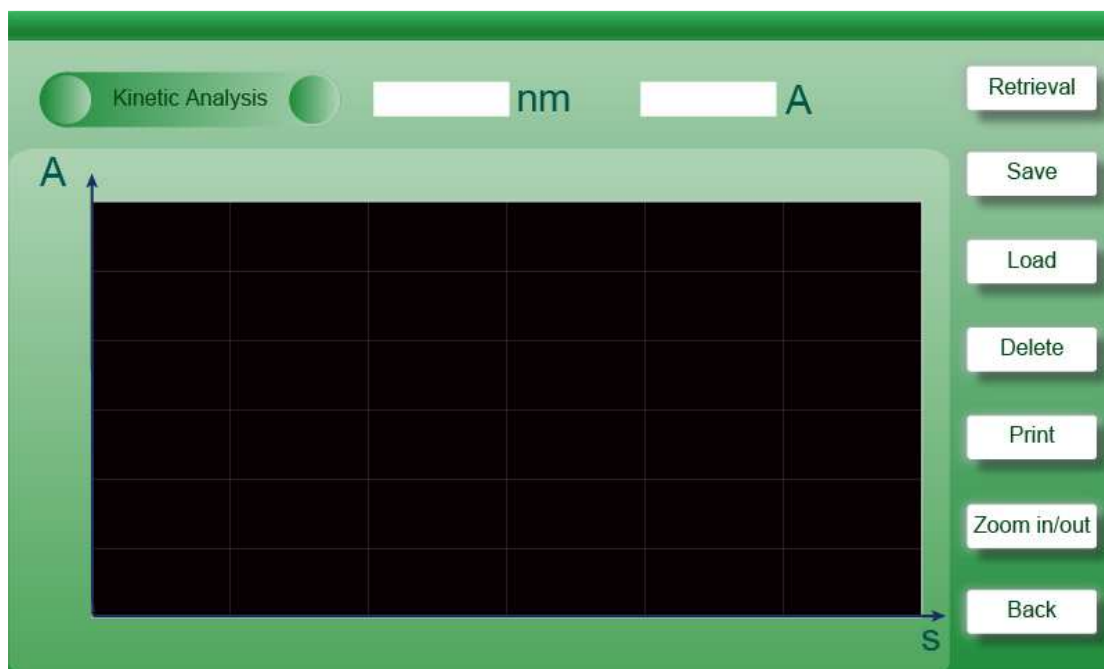 Kinetic Analysis
nm
A
Retrieval
Save
Load
Delete
Print
Zoom in/out
Back
A
s